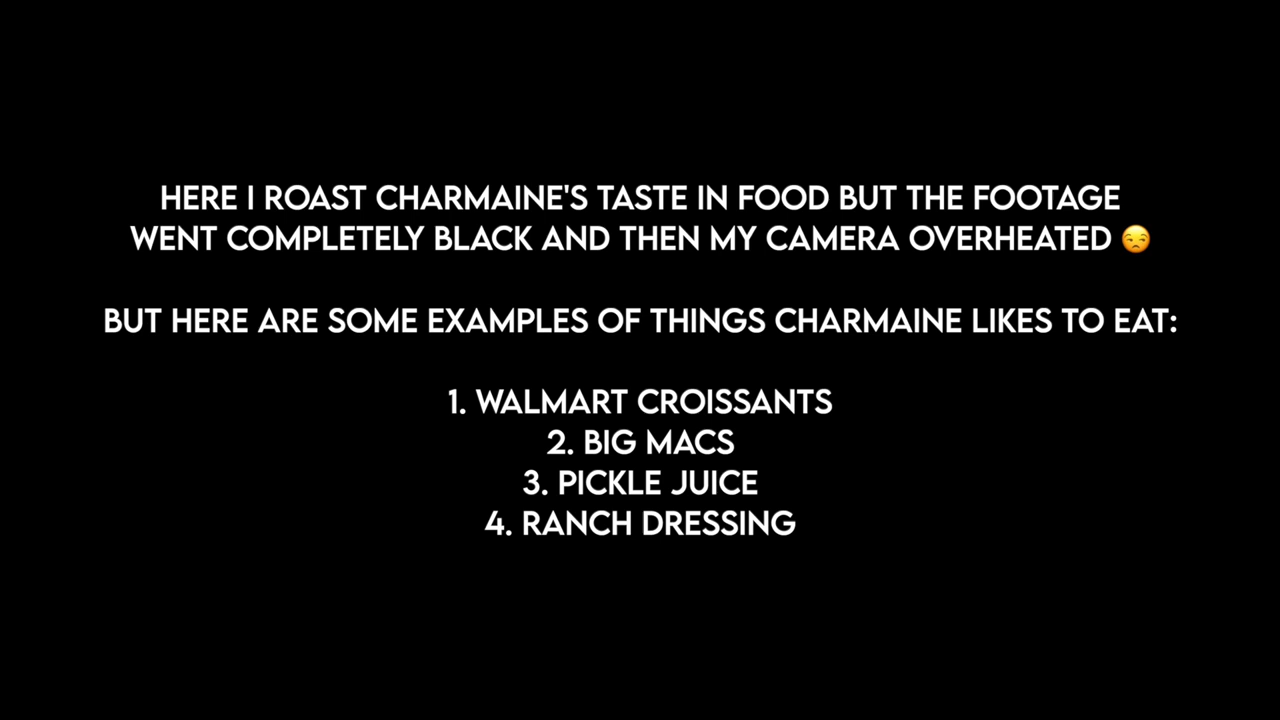 HERE I ROAST CHARMAINE'S TASTE IN FOOD BUT THE FOOTAGE
WENT COMPLETELY BLACK AND THEN MY CAMERA OVERHEATED 😒
BUT HERE ARE SOME EXAMPLES OF THINGS CHARMAINE LIKES TO EAT:
1. WALMART CROISSANTS
2. BIG MACS
3. PICKLE JUICE
4. RANCH DRESSING